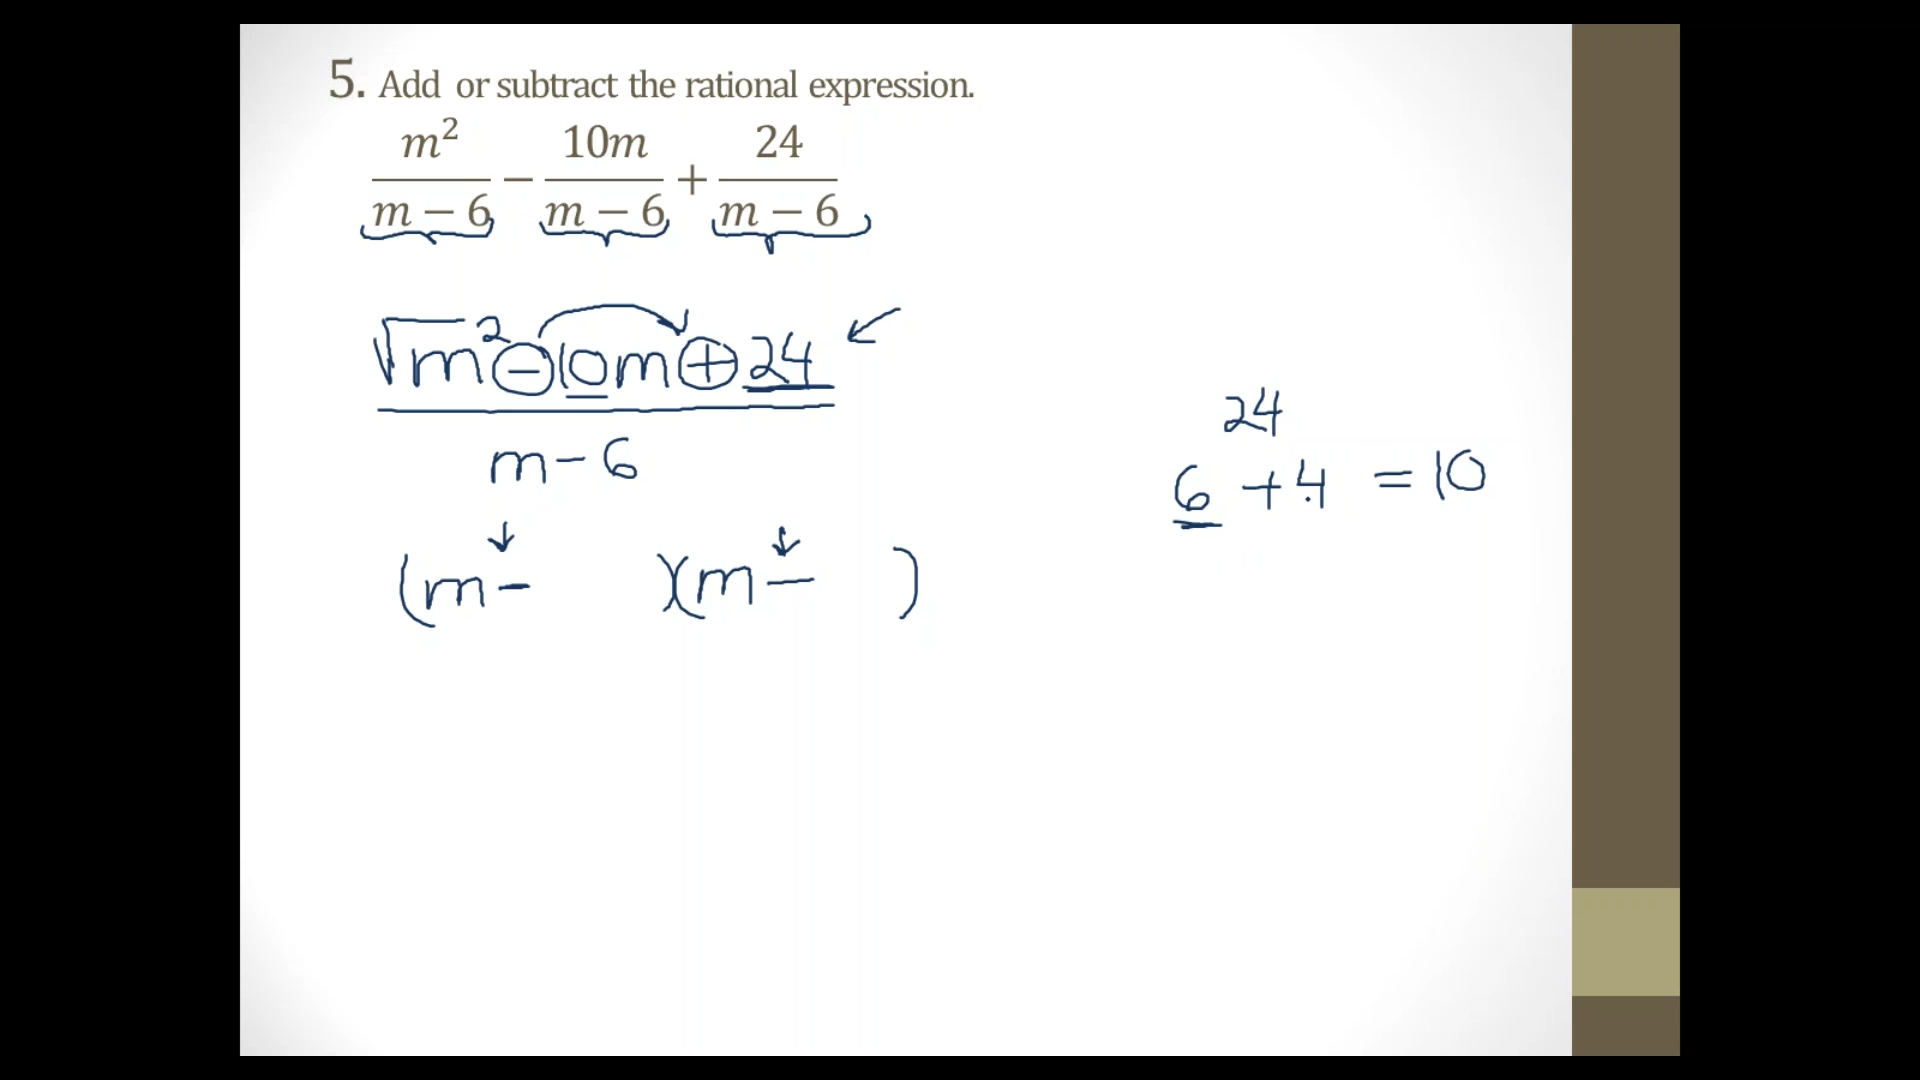 5. Add or subtract the rational expression.
m² 10m 24
— − — + —
m − 6 m − 6 m − 6
√m² − 10m + 24
m − 6
24
6 + 4 = 10
(m − )(m − )